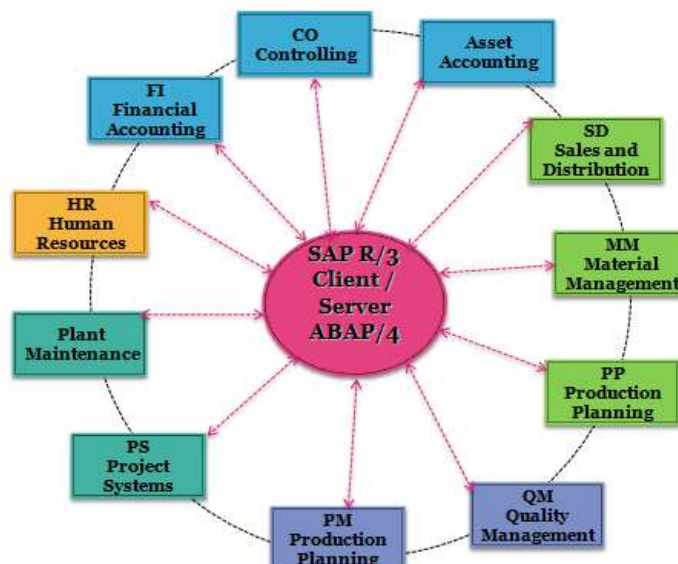 CO
Controlling
Asset
Accounting
FI
Financial
Accounting
SD
Sales and
Distribution
HR
Human
Resources
SAP R/3
Client /
Server
ABAP/4
MM
Material
Management
Plant
Maintenance
PP
Production
Planning
PS
Project
Systems
QM
Quality
Management
PM
Production
Planning